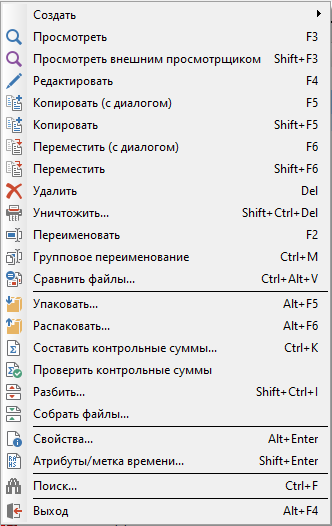 Создать
Просмотреть F3
Просмотреть внешним просмотрщиком Shift+F3
Редактировать F4
Копировать (с диалогом) F5
Копировать Shift+F5
Переместить (с диалогом) F6
Переместить Shift+F6
Удалить Del
Уничтожить... Shift+Ctrl+Del
Переименовать F2
Групповое переименование Ctrl+M
Сравнить файлы... Ctrl+Alt+V
Упаковать... Alt+F5
Распаковать... Alt+F6
Составить контрольные суммы... Ctrl+K
Проверить контрольные суммы
Разбить... Shift+Ctrl+I
Собрать файлы...
Свойства... Alt+Enter
Атрибуты/метка времени... Shift+Enter
Поиск... Ctrl+F
Выход Alt+F4